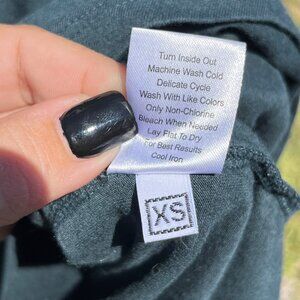 Turn Inside Out
Machine Wash Cold
Delicate Cycle
Wash With Like Colors
Only Non-Chlorine
Bleach When Needed
Lay Flat To Dry
For Best Results
Cool Iron
XS